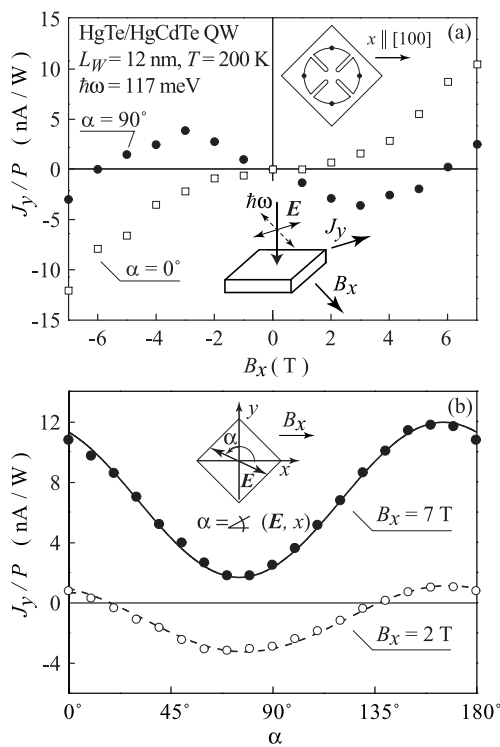 HgTe/HgCdTe QW
L_W = 12 nm, T = 200 K
ħω = 117 meV
(a)
x ∥ [100]
α = 90°
α = 0°
ħω
E
J_y
B_x
J_y / P ( nA / W )
15
10
5
0
-5
-10
-15
-6 -4 -2 0 2 4 6
B_x ( T )
(b)
y
B_x
α
x
E
α = ∡ (E, x)
B_x = 7 T
B_x = 2 T
J_y / P ( nA / W )
12
8
4
0
-4
0° 45° 90° 135° 180°
α